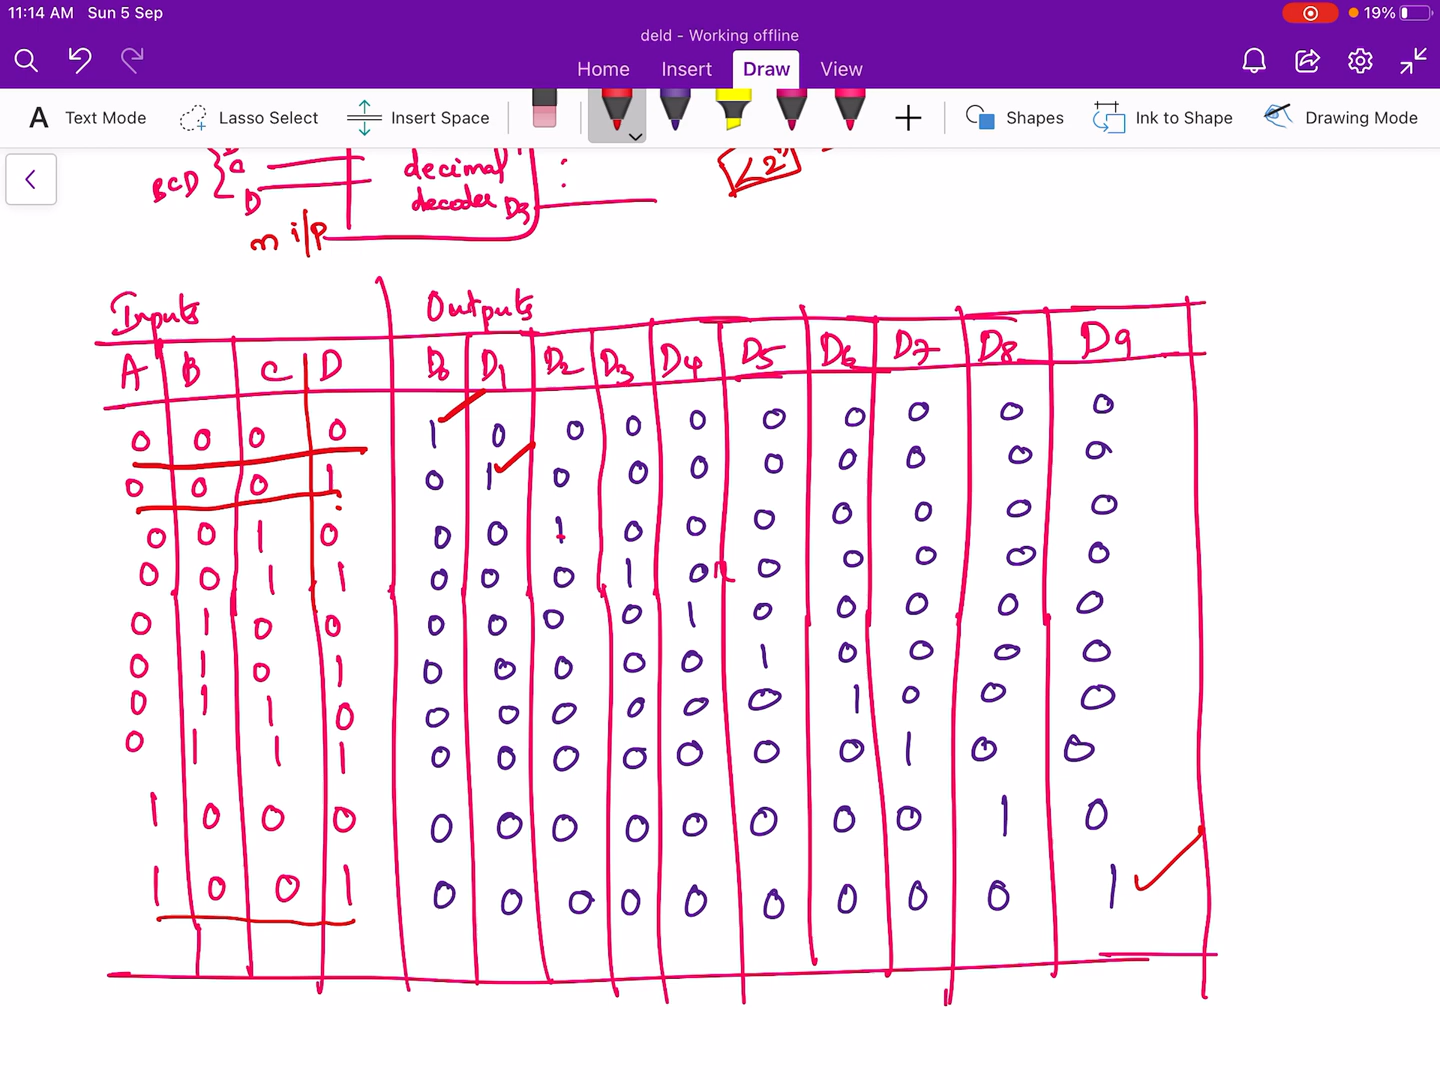 11:14 AM Sun 5 Sep 19%
deld - Working offline
Home Insert Draw View
A Text Mode Lasso Select Insert Space Shapes Ink to Shape Drawing Mode
BCD D decimal decoder D9 :
<2ⁿ
n i/p
Inputs Outputs
A B C D D0 D1 D2 D3 D4 D5 D6 D7 D8 D9
0 0 0 0 1 0 0 0 0 0 0 0 0 0
0 0 0 1 0 1 0 0 0 0 0 0 0 0
0 0 1 0 0 0 1 0 0 0 0 0 0 0
0 0 1 1 0 0 0 1 0 0 0 0 0 0
0 1 0 0 0 0 0 0 1 0 0 0 0 0
0 1 0 1 0 0 0 0 0 1 0 0 0 0
0 1 1 0 0 0 0 0 0 0 1 0 0 0
0 1 1 1 0 0 0 0 0 0 0 1 0 0
1 0 0 0 0 0 0 0 0 0 0 0 1 0
1 0 0 1 0 0 0 0 0 0 0 0 0 1